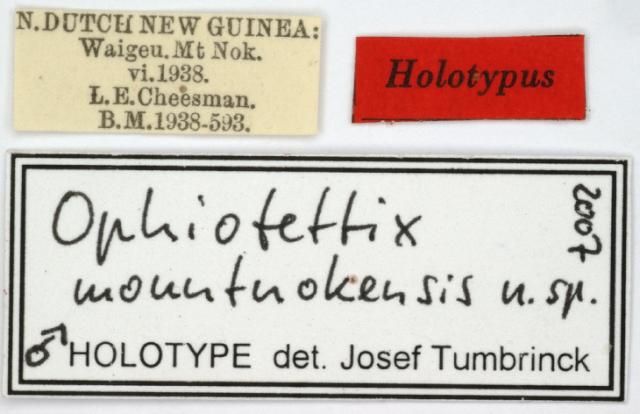 N. DUTCH NEW GUINEA:
Waigeu. Mt Nok.
vi.1938.
L.E.Cheesman.
B.M.1938-593.
Holotypus
Ophiotettix
mountnokensis n. sp.
2007
♂ HOLOTYPE det. Josef Tumbrinck